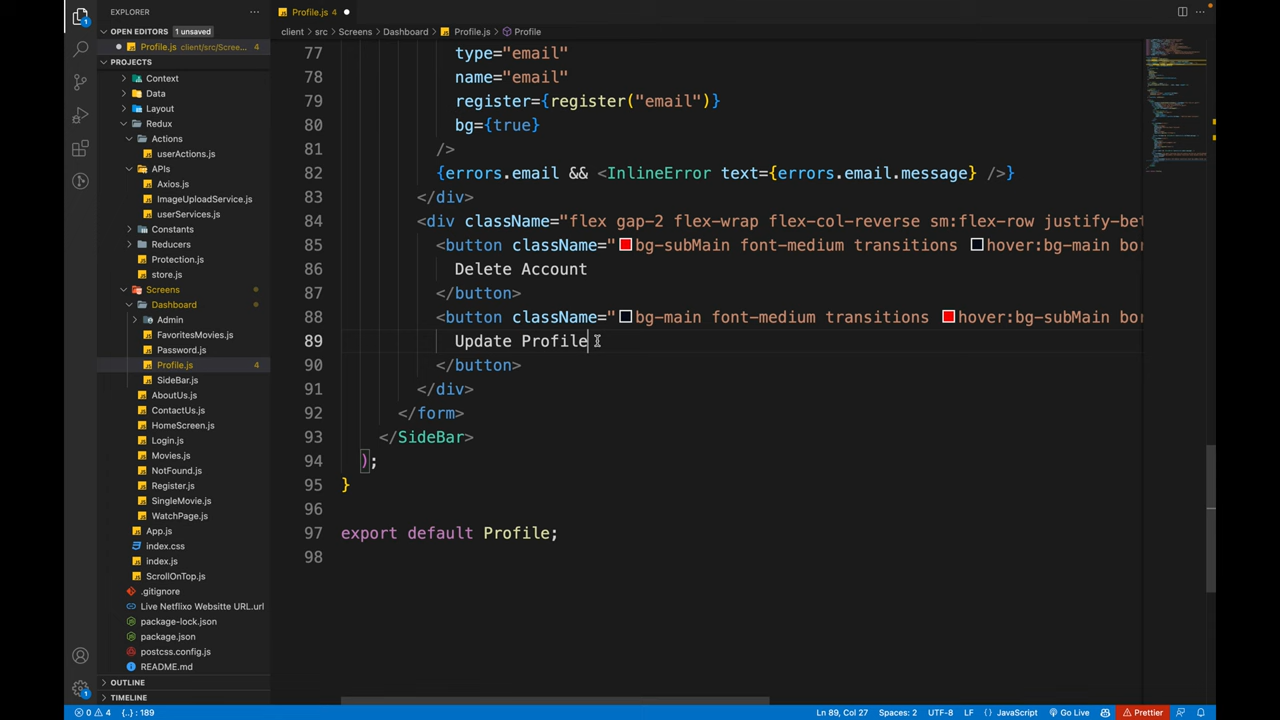 EXPLORER
OPEN EDITORS 1 unsaved
Profile.js client/src/Scree... 4
PROJECTS
Context
Data
Layout
Redux
Actions
userActions.js
APIs
Axios.js
ImageUploadService.js
userServices.js
Constants
Reducers
Protection.js
store.js
Screens
Dashboard
Admin
FavoritesMovies.js
Password.js
Profile.js 4
SideBar.js
AboutUs.js
ContactUs.js
HomeScreen.js
Login.js
Movies.js
NotFound.js
Register.js
SingleMovie.js
WatchPage.js
App.js
index.css
index.js
ScrollOnTop.js
.gitignore
Live Netflixo Websitte URL.url
package-lock.json
package.json
postcss.config.js
README.md
OUTLINE
TIMELINE
Profile.js 4
client > src > Screens > Dashboard > Profile.js > Profile
77 type="email"
78 name="email"
79 register={register("email")}
80 bg={true}
81 />
82 {errors.email && <InlineError text={errors.email.message} />}
83 </div>
84 <div className="flex gap-2 flex-wrap flex-col-reverse sm:flex-row justify-bet
85 <button className="bg-subMain font-medium transitions hover:bg-main bor
86 Delete Account
87 </button>
88 <button className="bg-main font-medium transitions hover:bg-subMain bor
89 Update Profile
90 </button>
91 </div>
92 </form>
93 </SideBar>
94 );
95 }
96
97 export default Profile;
98
1
1
0 4 {..} : 189 Ln 89, Col 27 Spaces: 2 UTF-8 LF {} JavaScript Go Live Prettier